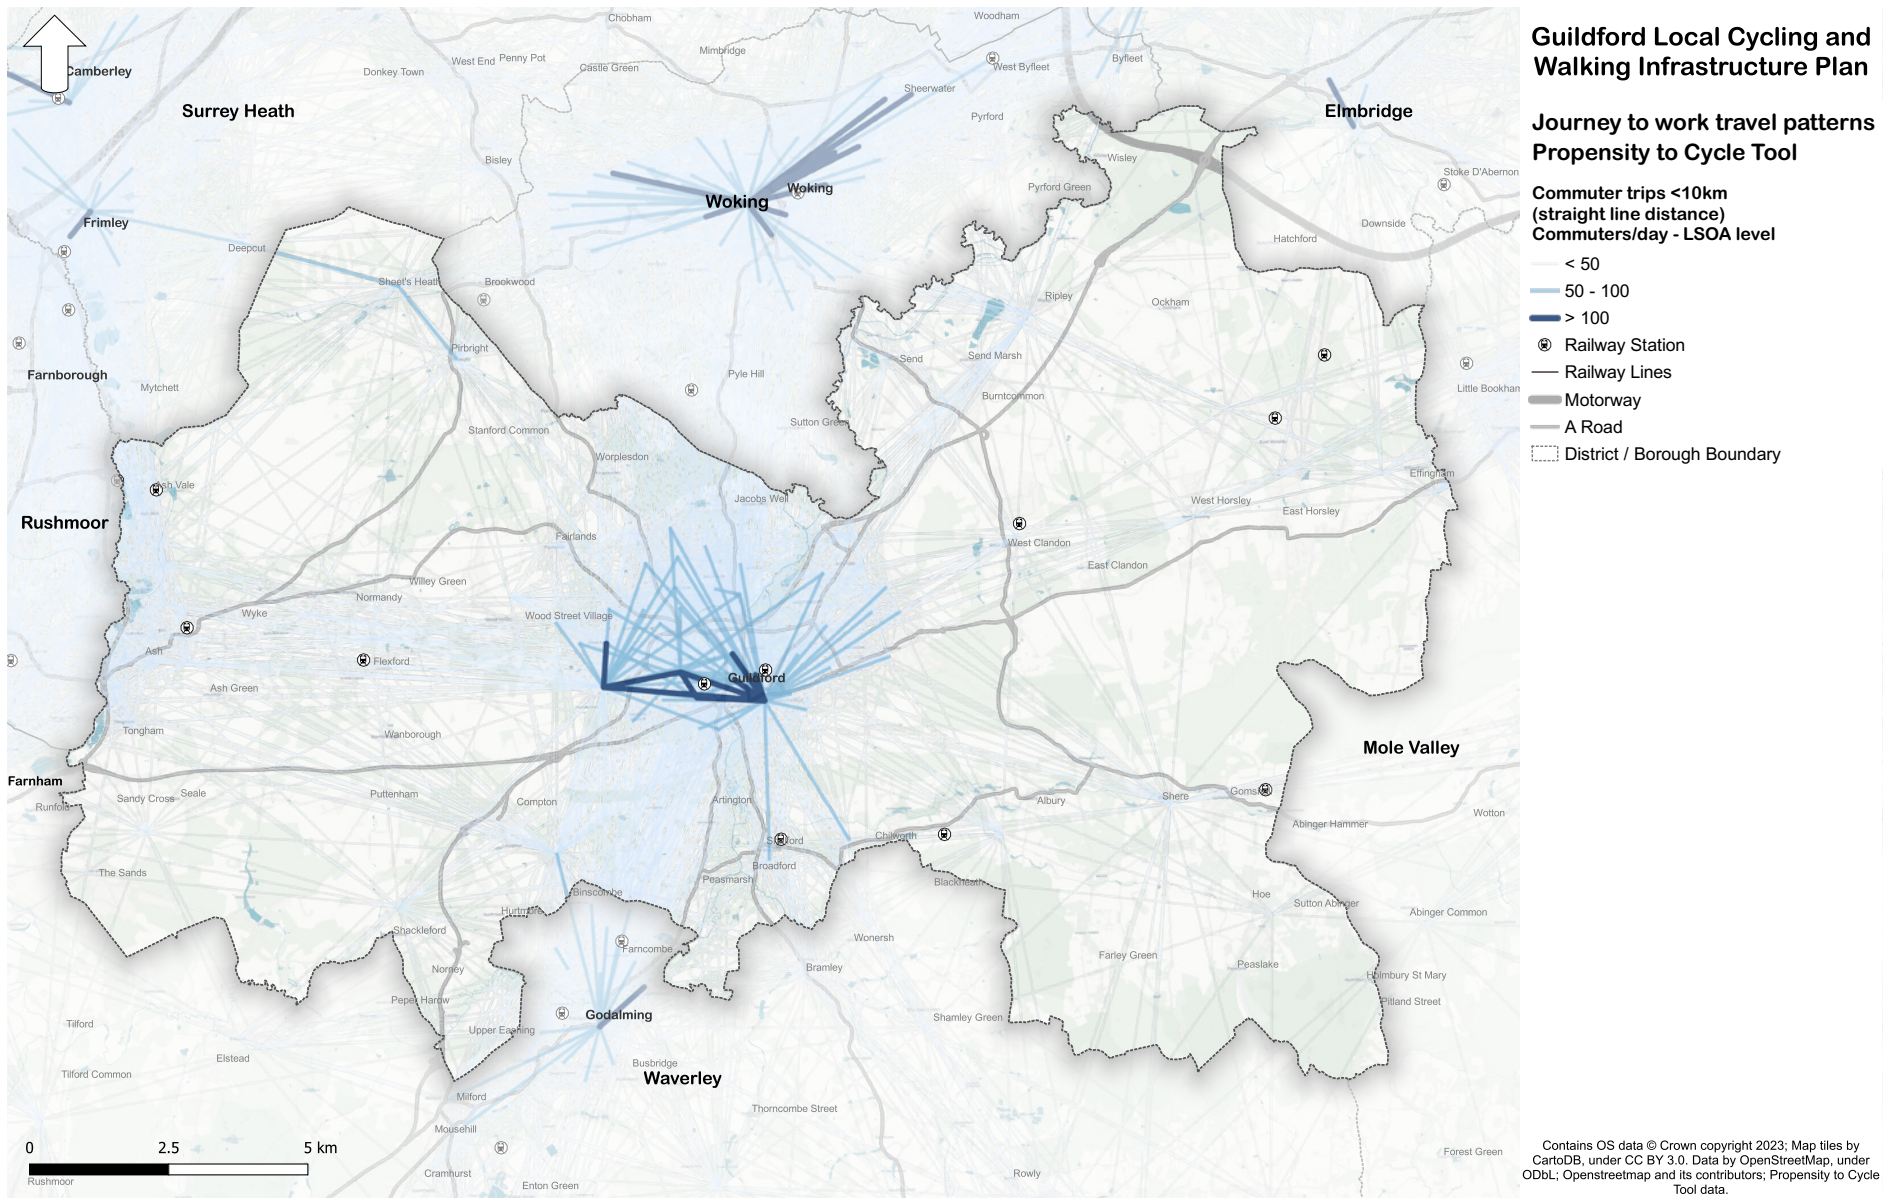 Guildford Local Cycling and
Walking Infrastructure Plan
Journey to work travel patterns
Propensity to Cycle Tool
Commuter trips <10km
(straight line distance)
Commuters/day - LSOA level
< 50
50 - 100
> 100
Railway Station
Railway Lines
Motorway
A Road
District / Borough Boundary
Chobham
Woodham
Mimbridge
West End
Penny Pot
Castle Green
Donkey Town
Camberley
West Byfleet
Byfleet
Sheerwater
Surrey Heath
Elmbridge
Pyrford
Bisley
Wisley
Stoke D'Abernon
Woking
Woking
Pyrford Green
Frimley
Downside
Hatchford
Deepcut
Sheet's Heath
Brookwood
Ripley
Ockham
Pirbright
Send
Send Marsh
Farnborough
Mytchett
Pyle Hill
Little Bookham
Burntcommon
Stanford Common
Sutton Green
Worplesdon
Effingham
Ash Vale
Jacobs Well
West Horsley
East Horsley
Rushmoor
Fairlands
West Clandon
East Clandon
Willey Green
Normandy
Wyke
Wood Street Village
Ash
Flexford
Guildford
Ash Green
Tongham
Wanborough
Mole Valley
Farnham
Runfold
Sandy Cross
Seale
Puttenham
Compton
Artington
Albury
Shere
Wotton
Abinger Hammer
Chilworth
Broadford
The Sands
Peasmarsh
Blackheath
Binscombe
Hoe
Sutton Abinger
Hurtmore
Abinger Common
Shackleford
Farncombe
Wonersh
Farley Green
Norney
Bramley
Peaslake
Holmbury St Mary
Peper Harow
Pitland Street
Godalming
Shamley Green
Tilford
Upper Eashing
Elstead
Busbridge
Tilford Common
Waverley
Milford
Thorncombe Street
Mousehill
Cramhurst
Enton Green
Rowly
Forest Green
0
2.5
5 km
Rushmoor
Contains OS data © Crown copyright 2023; Map tiles by
CartoDB, under CC BY 3.0. Data by OpenStreetMap, under
ODbL; Openstreetmap and its contributors; Propensity to Cycle
Tool data.